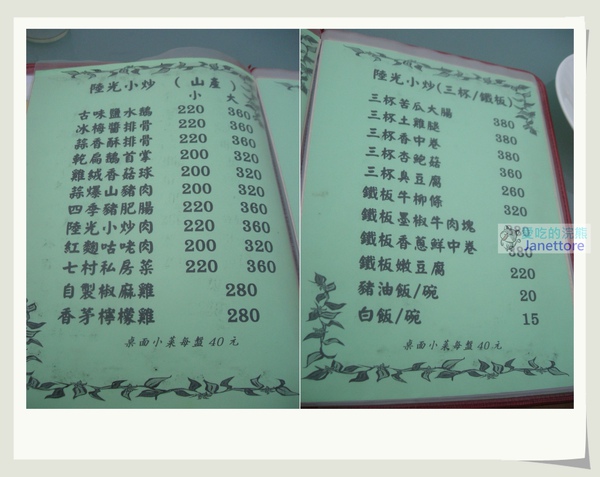 陸光小炒 (山產)
小 大
古味鹽水鵝 220 360
冰梅醬排骨 220 360
蒜香酥排骨 220 360
乾扁鵝首掌 200 320
雞絨香菇球 200 320
蒜爆山豬肉 200 320
四季豬肥腸 220 360
陸光小炒肉 220 360
紅麴咕咾肉 200 320
七村私房菜 220 360
自製椒麻雞 280
香茅檸檬雞 280
桌面小菜每盤40元
陸光小炒(三杯/鐵板)
三杯苦瓜大腸 380
三杯土雞腿 380
三杯香中卷 380
三杯杏鮑菇 360
三杯臭豆腐 260
鐵板牛柳條 320
鐵板墨椒牛肉塊
鐵板香蔥鮮中卷
鐵板嫩豆腐 220
豬油飯/碗 20
白飯/碗 15
桌面小菜每盤40元
愛吃的浣熊
Janettore